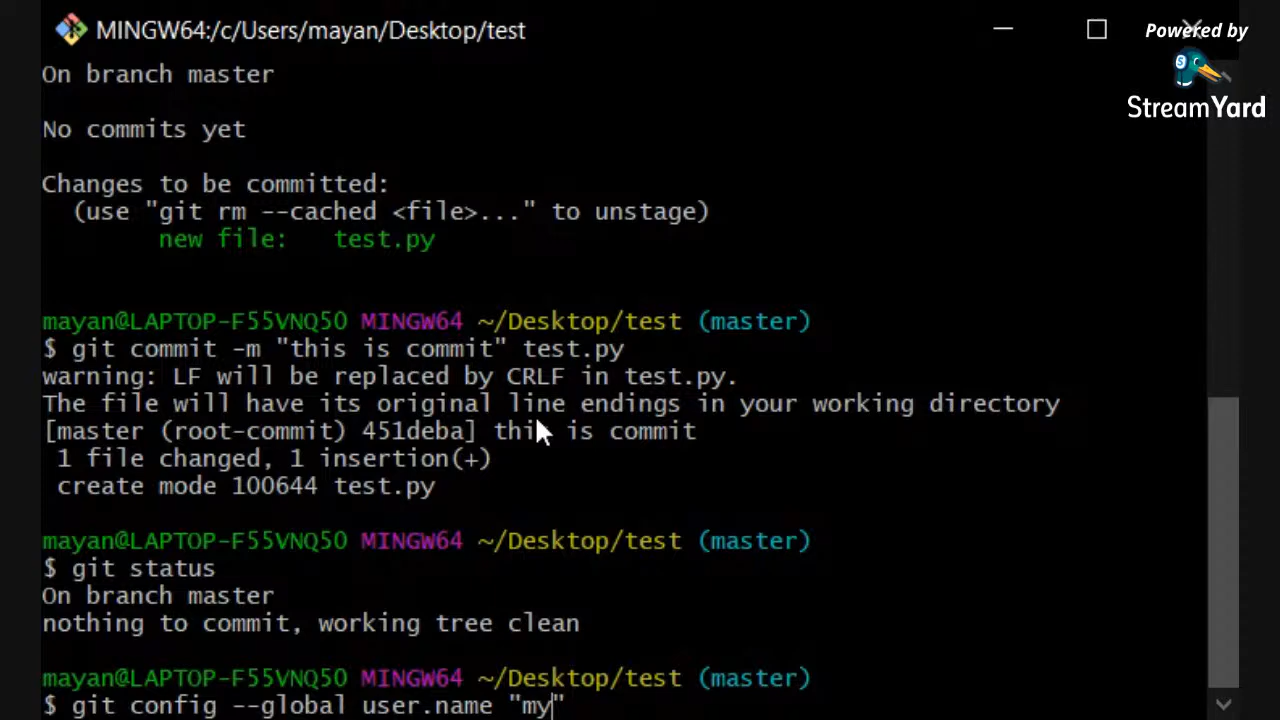 MINGW64:/c/Users/mayan/Desktop/test
Powered by
StreamYard
On branch master
No commits yet
Changes to be committed:
(use "git rm --cached <file>..." to unstage)
new file: test.py
mayan@LAPTOP-F55VNQ50 MINGW64 ~/Desktop/test (master)
$ git commit -m "this is commit" test.py
warning: LF will be replaced by CRLF in test.py.
The file will have its original line endings in your working directory
[master (root-commit) 451deba] this is commit
1 file changed, 1 insertion(+)
create mode 100644 test.py
mayan@LAPTOP-F55VNQ50 MINGW64 ~/Desktop/test (master)
$ git status
On branch master
nothing to commit, working tree clean
mayan@LAPTOP-F55VNQ50 MINGW64 ~/Desktop/test (master)
$ git config --global user.name "my"